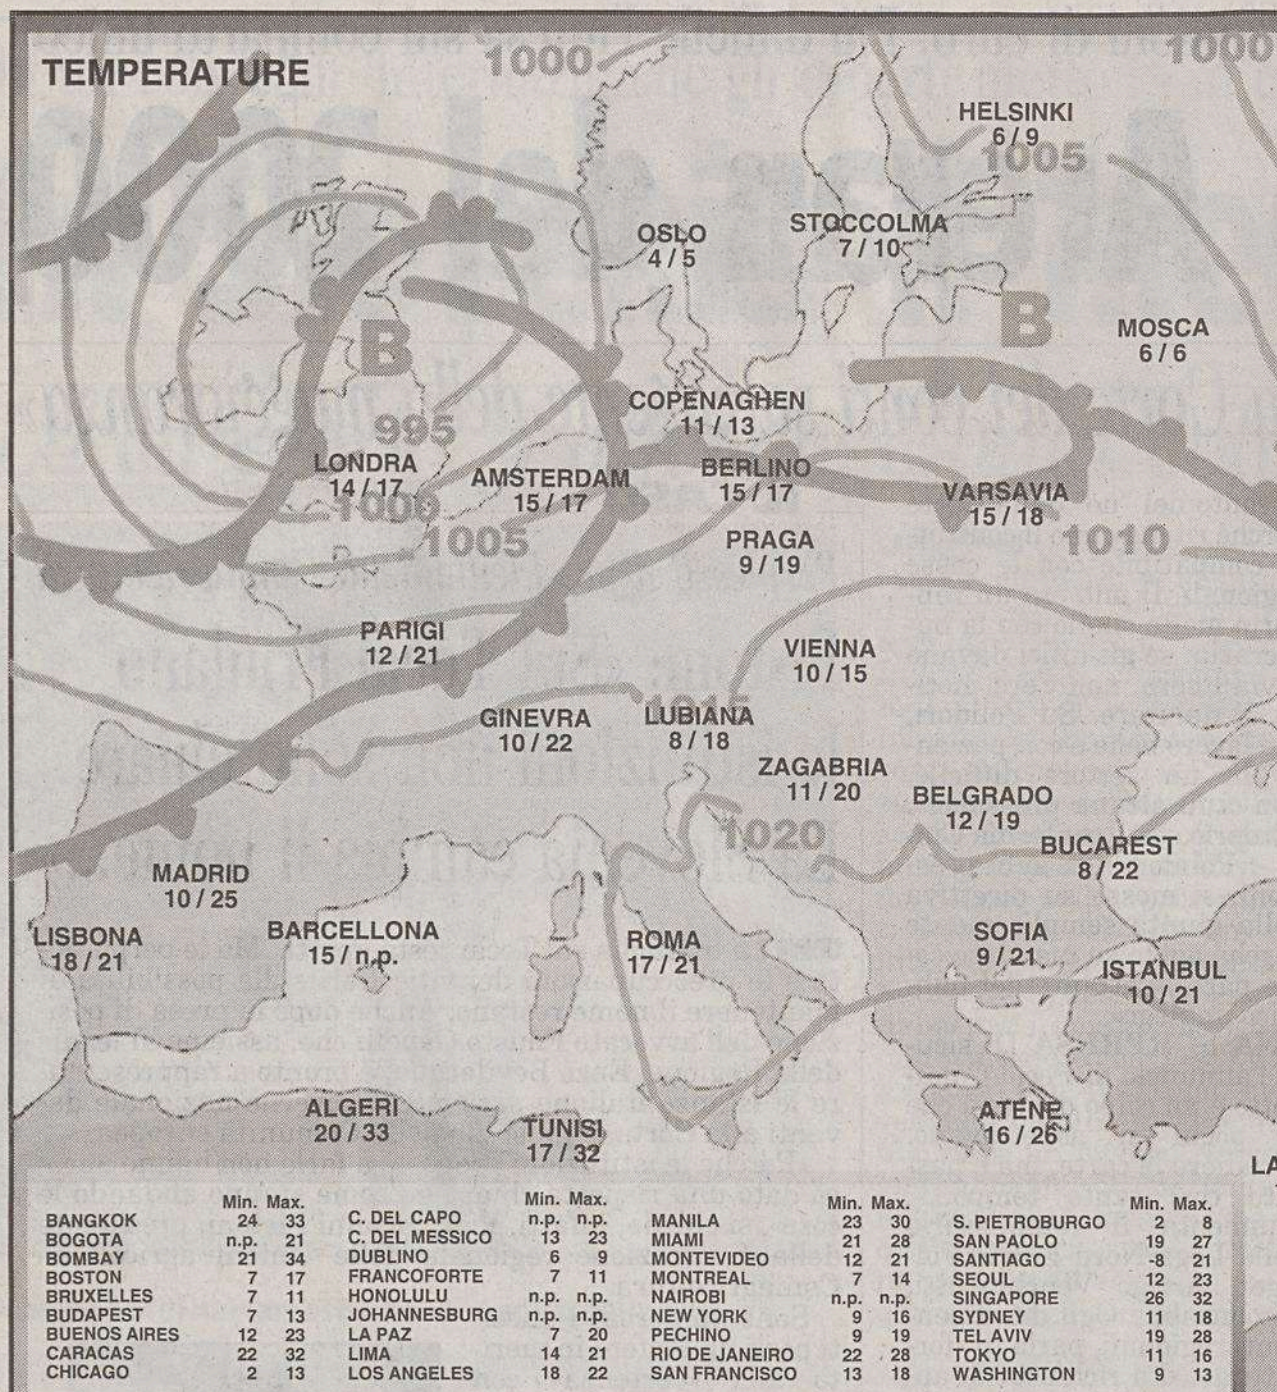 TEMPERATURE
1000
1000
HELSINKI
6 / 9
1005
OSLO
4 / 5
STOCCOLMA
7 / 10
B
B
MOSCA
6 / 6
COPENAGHEN
11 / 13
995
LONDRA
14 / 17
AMSTERDAM
15 / 17
BERLINO
15 / 17
VARSAVIA
15 / 18
1000
1005
1010
PRAGA
9 / 19
PARIGI
12 / 21
VIENNA
10 / 15
1015
GINEVRA
10 / 22
LUBIANA
8 / 18
ZAGABRIA
11 / 20
BELGRADO
12 / 19
1020
BUCAREST
8 / 22
MADRID
10 / 25
LISBONA
18 / 21
BARCELLONA
15 / n.p.
ROMA
17 / 21
SOFIA
9 / 21
ISTANBUL
10 / 21
ALGERI
20 / 33
TUNISI
17 / 32
ATENE
16 / 26
LA
Min. Max.
BANGKOK 24 33
BOGOTA n.p. 21
BOMBAY 21 34
BOSTON 7 17
BRUXELLES 7 11
BUDAPEST 7 13
BUENOS AIRES 12 23
CARACAS 22 32
CHICAGO 2 13
Min. Max.
C. DEL CAPO n.p. n.p.
C. DEL MESSICO 13 23
DUBLINO 6 9
FRANCOFORTE 7 11
HONOLULU n.p. n.p.
JOHANNESBURG n.p. n.p.
LA PAZ 7 20
LIMA 14 21
LOS ANGELES 18 22
Min. Max.
MANILA 23 30
MIAMI 21 28
MONTEVIDEO 12 21
MONTREAL 7 14
NAIROBI n.p. n.p.
NEW YORK 9 16
PECHINO 9 19
RIO DE JANEIRO 22 28
SAN FRANCISCO 13 18
Min. Max.
S. PIETROBURGO 2 8
SAN PAOLO 19 27
SANTIAGO -8 21
SEOUL 12 23
SINGAPORE 26 32
SYDNEY 11 18
TEL AVIV 19 28
TOKYO 11 16
WASHINGTON 9 13